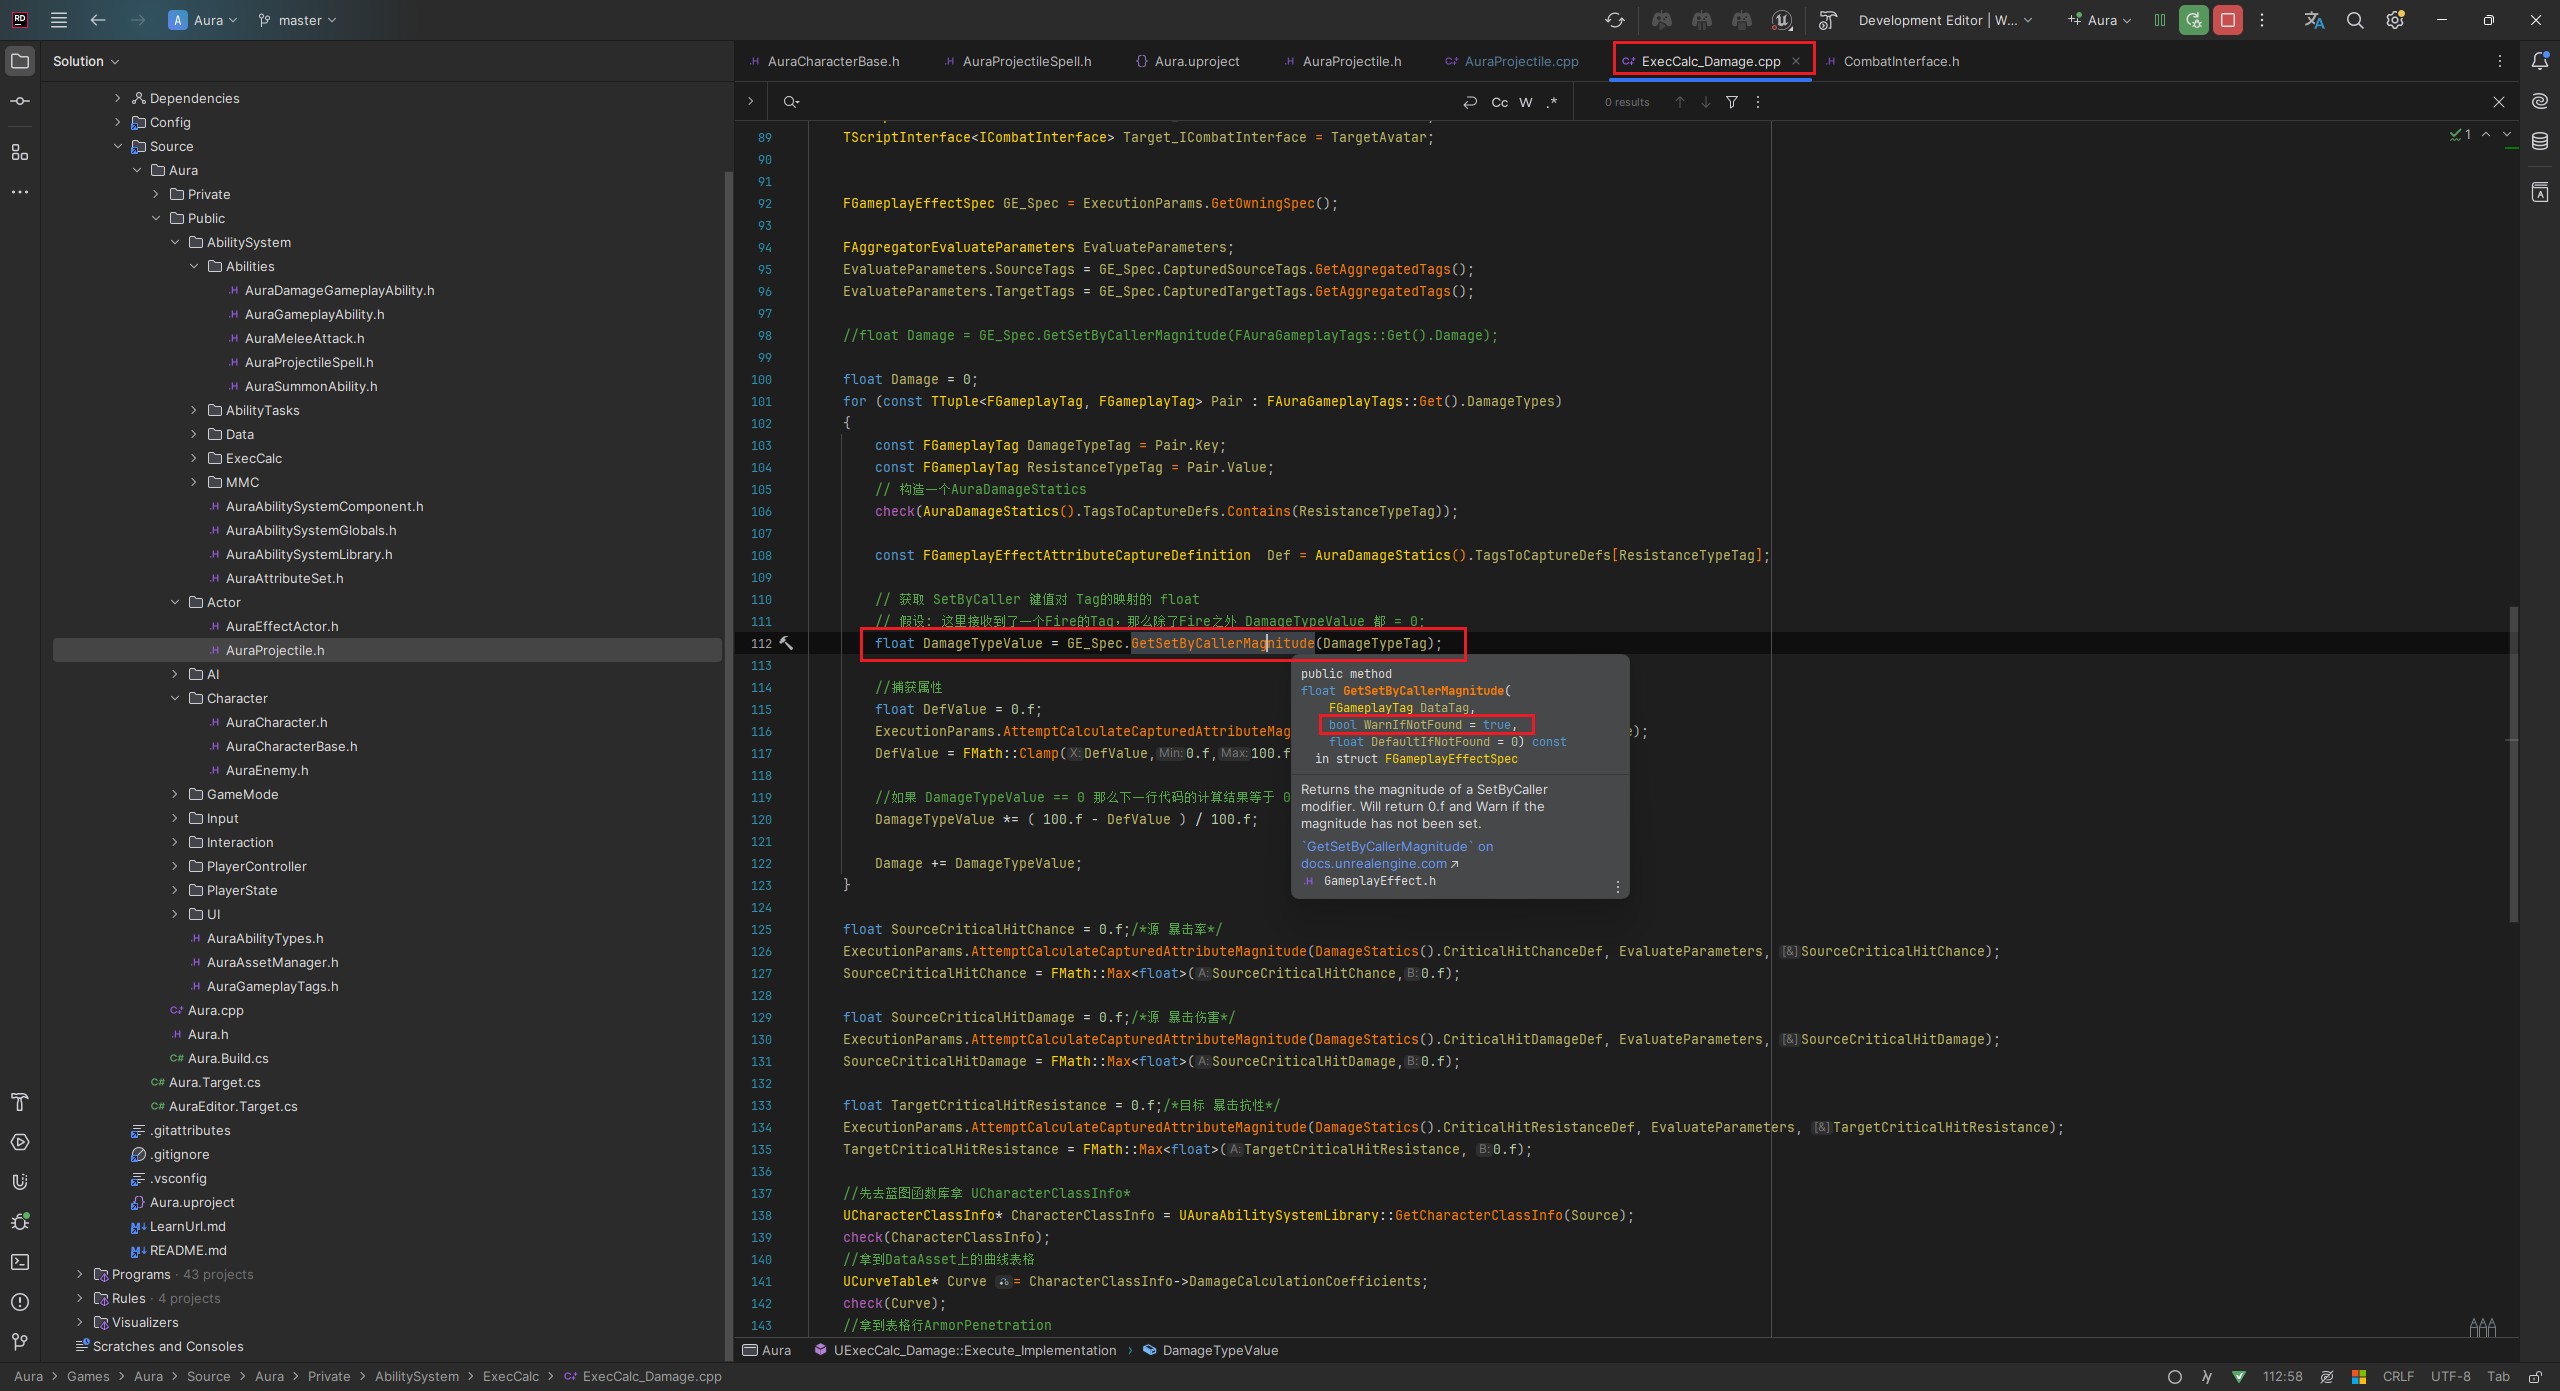 RD
A Aura
master
Development Editor | W...
Aura
Solution
Dependencies
Config
Source
Aura
Private
Public
AbilitySystem
Abilities
AuraDamageGameplayAbility.h
AuraGameplayAbility.h
AuraMeleeAttack.h
AuraProjectileSpell.h
AuraSummonAbility.h
AbilityTasks
Data
ExecCalc
MMC
AuraAbilitySystemComponent.h
AuraAbilitySystemGlobals.h
AuraAbilitySystemLibrary.h
AuraAttributeSet.h
Actor
AuraEffectActor.h
AuraProjectile.h
AI
Character
AuraCharacter.h
AuraCharacterBase.h
AuraEnemy.h
GameMode
Input
Interaction
PlayerController
PlayerState
UI
AuraAbilityTypes.h
AuraAssetManager.h
AuraGameplayTags.h
Aura.cpp
Aura.h
Aura.Build.cs
Aura.Target.cs
AuraEditor.Target.cs
.gitattributes
.gitignore
.vsconfig
Aura.uproject
LearnUrl.md
README.md
Programs · 43 projects
Rules · 4 projects
Visualizers
Scratches and Consoles
AuraCharacterBase.h
AuraProjectileSpell.h
Aura.uproject
AuraProjectile.h
AuraProjectile.cpp
ExecCalc_Damage.cpp
CombatInterface.h
Cc W .* 0 results
1
89 TScriptInterface<ICombatInterface> Target_ICombatInterface = TargetAvatar;
90
91
92 FGameplayEffectSpec GE_Spec = ExecutionParams.GetOwningSpec();
93
94 FAggregatorEvaluateParameters EvaluateParameters;
95 EvaluateParameters.SourceTags = GE_Spec.CapturedSourceTags.GetAggregatedTags();
96 EvaluateParameters.TargetTags = GE_Spec.CapturedTargetTags.GetAggregatedTags();
97
98 //float Damage = GE_Spec.GetSetByCallerMagnitude(FAuraGameplayTags::Get().Damage);
99
100 float Damage = 0;
101 for (const TTuple<FGameplayTag, FGameplayTag> Pair : FAuraGameplayTags::Get().DamageTypes)
102 {
103 const FGameplayTag DamageTypeTag = Pair.Key;
104 const FGameplayTag ResistanceTypeTag = Pair.Value;
105 // 构造一个AuraDamageStatics
106 check(AuraDamageStatics().TagsToCaptureDefs.Contains(ResistanceTypeTag));
107
108 const FGameplayEffectAttributeCaptureDefinition  Def = AuraDamageStatics().TagsToCaptureDefs[ResistanceTypeTag];
109
110 // 获取 SetByCaller 键值对 Tag的映射的 float
111 // 假设: 这里接收到了一个Fire的Tag，那么除了Fire之外 DamageTypeValue 都 = 0;
112 float DamageTypeValue = GE_Spec.GetSetByCallerMagnitude(DamageTypeTag);
113
114 //捕获属性
115 float DefValue = 0.f;
116 ExecutionParams.AttemptCalculateCapturedAttributeMag );
117 DefValue = FMath::Clamp(X:DefValue,Min:0.f,Max:100.f
118
119 //如果 DamageTypeValue == 0 那么下一行代码的计算结果等于 0
120 DamageTypeValue *= ( 100.f - DefValue ) / 100.f;
121
122 Damage += DamageTypeValue;
123 }
124
125 float SourceCriticalHitChance = 0.f;/*源 暴击率*/
126 ExecutionParams.AttemptCalculateCapturedAttributeMagnitude(DamageStatics().CriticalHitChanceDef, EvaluateParameters, [&]SourceCriticalHitChance);
127 SourceCriticalHitChance = FMath::Max<float>(A:SourceCriticalHitChance,B:0.f);
128
129 float SourceCriticalHitDamage = 0.f;/*源 暴击伤害*/
130 ExecutionParams.AttemptCalculateCapturedAttributeMagnitude(DamageStatics().CriticalHitDamageDef, EvaluateParameters, [&]SourceCriticalHitDamage);
131 SourceCriticalHitDamage = FMath::Max<float>(A:SourceCriticalHitDamage,B:0.f);
132
133 float TargetCriticalHitResistance = 0.f;/*目标 暴击抗性*/
134 ExecutionParams.AttemptCalculateCapturedAttributeMagnitude(DamageStatics().CriticalHitResistanceDef, EvaluateParameters, [&]TargetCriticalHitResistance);
135 TargetCriticalHitResistance = FMath::Max<float>(A:TargetCriticalHitResistance, B:0.f);
136
137 //先去蓝图函数库拿 UCharacterClassInfo*
138 UCharacterClassInfo* CharacterClassInfo = UAuraAbilitySystemLibrary::GetCharacterClassInfo(Source);
139 check(CharacterClassInfo);
140 //拿到DataAsset上的曲线表格
141 UCurveTable* Curve = CharacterClassInfo->DamageCalculationCoefficients;
142 check(Curve);
143 //拿到表格行ArmorPenetration
public method
float GetSetByCallerMagnitude(
FGameplayTag DataTag,
bool WarnIfNotFound = true,
float DefaultIfNotFound = 0) const
in struct FGameplayEffectSpec
Returns the magnitude of a SetByCaller
modifier. Will return 0.f and Warn if the
magnitude has not been set.
`GetSetByCallerMagnitude` on
docs.unrealengine.com
GameplayEffect.h
Aura UExecCalc_Damage::Execute_Implementation › DamageTypeValue
Aura › Games › Aura › Source › Aura › Private › AbilitySystem › ExecCalc › ExecCalc_Damage.cpp
112:58 CRLF UTF-8 Tab